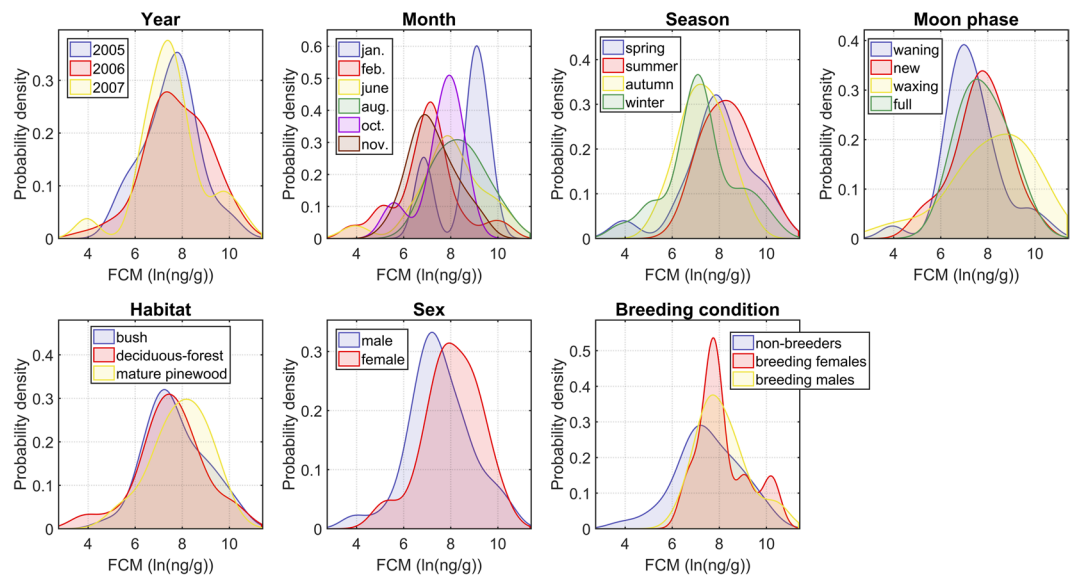 Year
Probability density
0.3
0.2
0.1
0
4 6 8 10
FCM (ln(ng/g))
2005
2006
2007
Month
Probability density
0.6
0.5
0.4
0.3
0.2
0.1
0
4 6 8 10
FCM (ln(ng/g))
jan.
feb.
june
aug.
oct.
nov.
Season
Probability density
0.4
0.3
0.2
0.1
0
4 6 8 10
FCM (ln(ng/g))
spring
summer
autumn
winter
Moon phase
Probability density
0.4
0.3
0.2
0.1
0
4 6 8 10
FCM (ln(ng/g))
waning
new
waxing
full
Habitat
Probability density
0.4
0.3
0.2
0.1
0
4 6 8 10
FCM (ln(ng/g))
bush
deciduous-forest
mature pinewood
Sex
Probability density
0.3
0.2
0.1
0
4 6 8 10
FCM (ln(ng/g))
male
female
Breeding condition
Probability density
0.5
0.4
0.3
0.2
0.1
0
4 6 8 10
FCM (ln(ng/g))
non-breeders
breeding females
breeding males